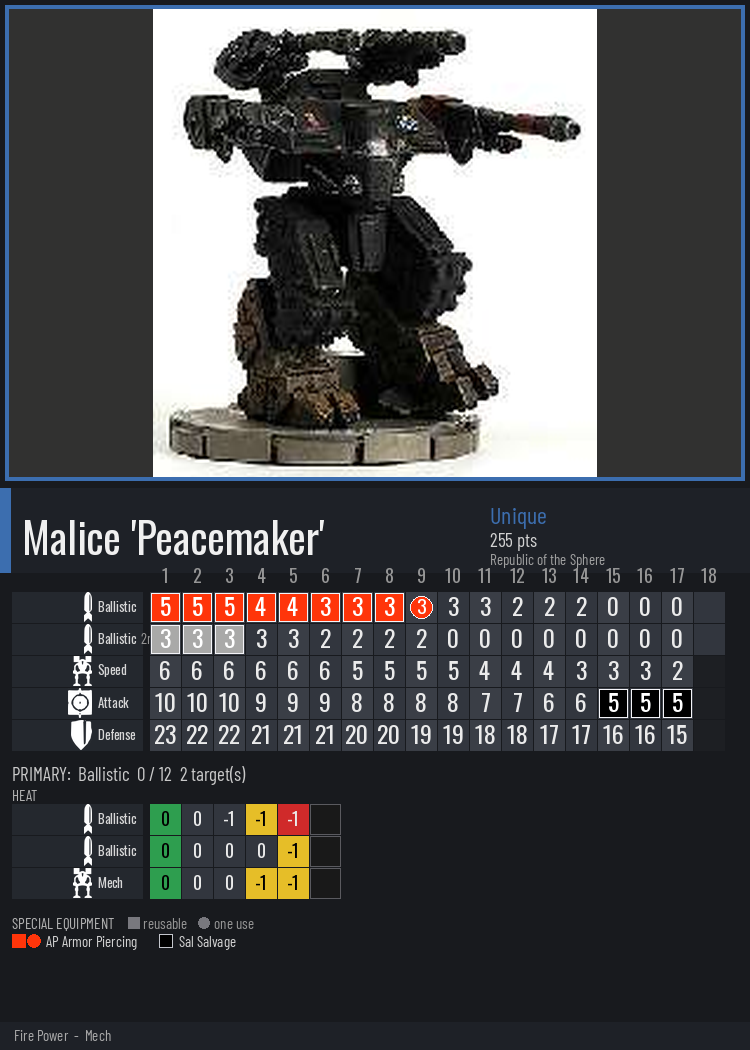 Malice 'Peacemaker'
Unique
255 pts
Republic of the Sphere
1 2 3 4 5 6 7 8 9 10 11 12 13 14 15 16 17 18
Ballistic 5 5 5 4 4 3 3 3 3 3 3 2 2 2 0 0 0
Ballistic 3 3 3 3 3 2 2 2 2 0 0 0 0 0 0 0 0
Speed 6 6 6 6 6 6 5 5 5 5 4 4 4 3 3 3 2
Attack 10 10 10 9 9 9 8 8 8 8 7 7 6 6 5 5 5
Defense 23 22 22 21 21 21 20 20 19 19 18 18 17 17 16 16 15
PRIMARY: Ballistic 0 / 12 2 target(s)
HEAT
Ballistic 0 0 -1 -1 -1
Ballistic 0 0 0 0 -1
Mech 0 0 0 -1 -1
SPECIAL EQUIPMENT reusable one use
AP Armor Piercing Sal Salvage
Fire Power - Mech